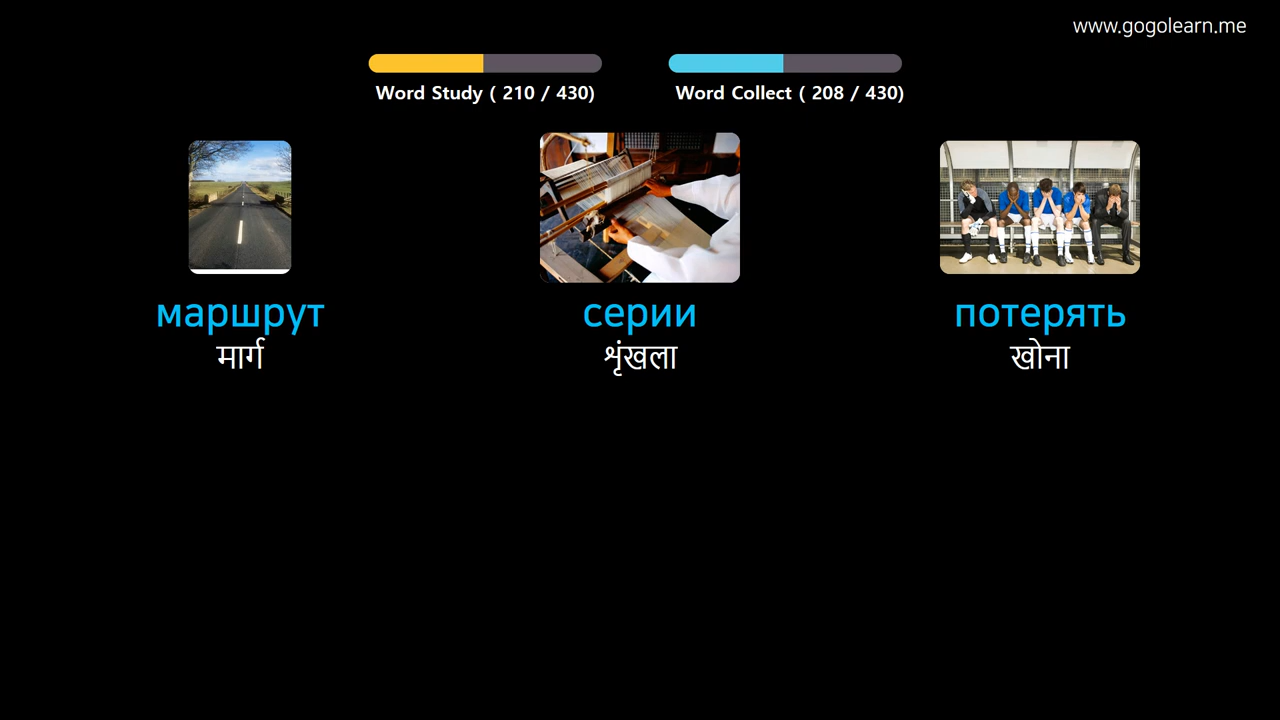 www.gogolearn.me
Word Study ( 210 / 430)
Word Collect ( 208 / 430)
маршрут
серии
потерять
मार्ग
शृंखला
खोना